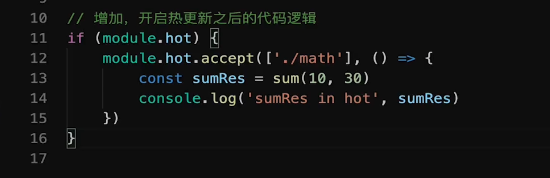 10 // 增加，开启热更新之后的代码逻辑
11 if (module.hot) {
12     module.hot.accept(['./math'], () => {
13         const sumRes = sum(10, 30)
14         console.log('sumRes in hot', sumRes)
15     })
16 }
17